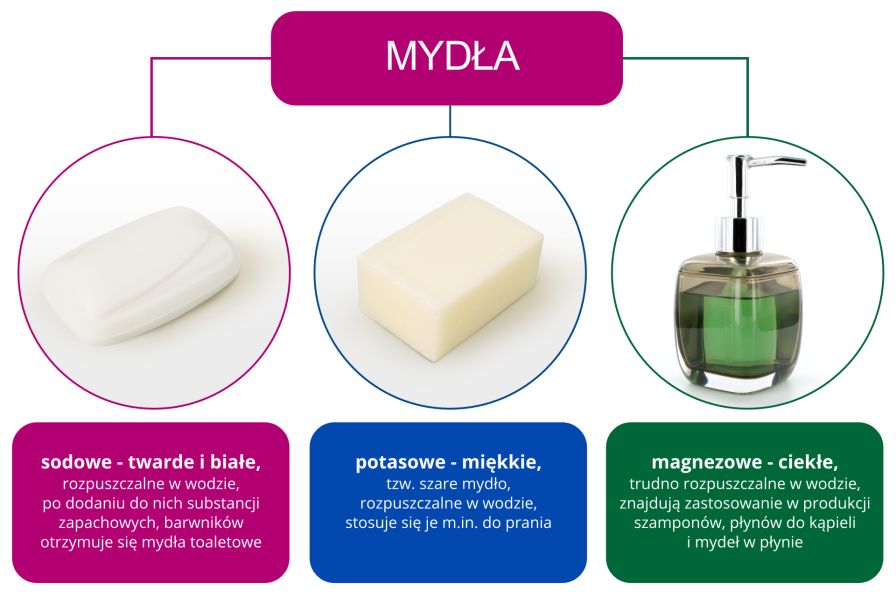 MYDŁA
sodowe - twarde i białe,
rozpuszczalne w wodzie,
po dodaniu do nich substancji
zapachowych, barwników
otrzymuje się mydła toaletowe
potasowe - miękkie,
tzw. szare mydło,
rozpuszczalne w wodzie,
stosuje się je m.in. do prania
magnezowe - ciekłe,
trudno rozpuszczalne w wodzie,
znajdują zastosowanie w produkcji
szamponów, płynów do kąpieli
i mydeł w płynie